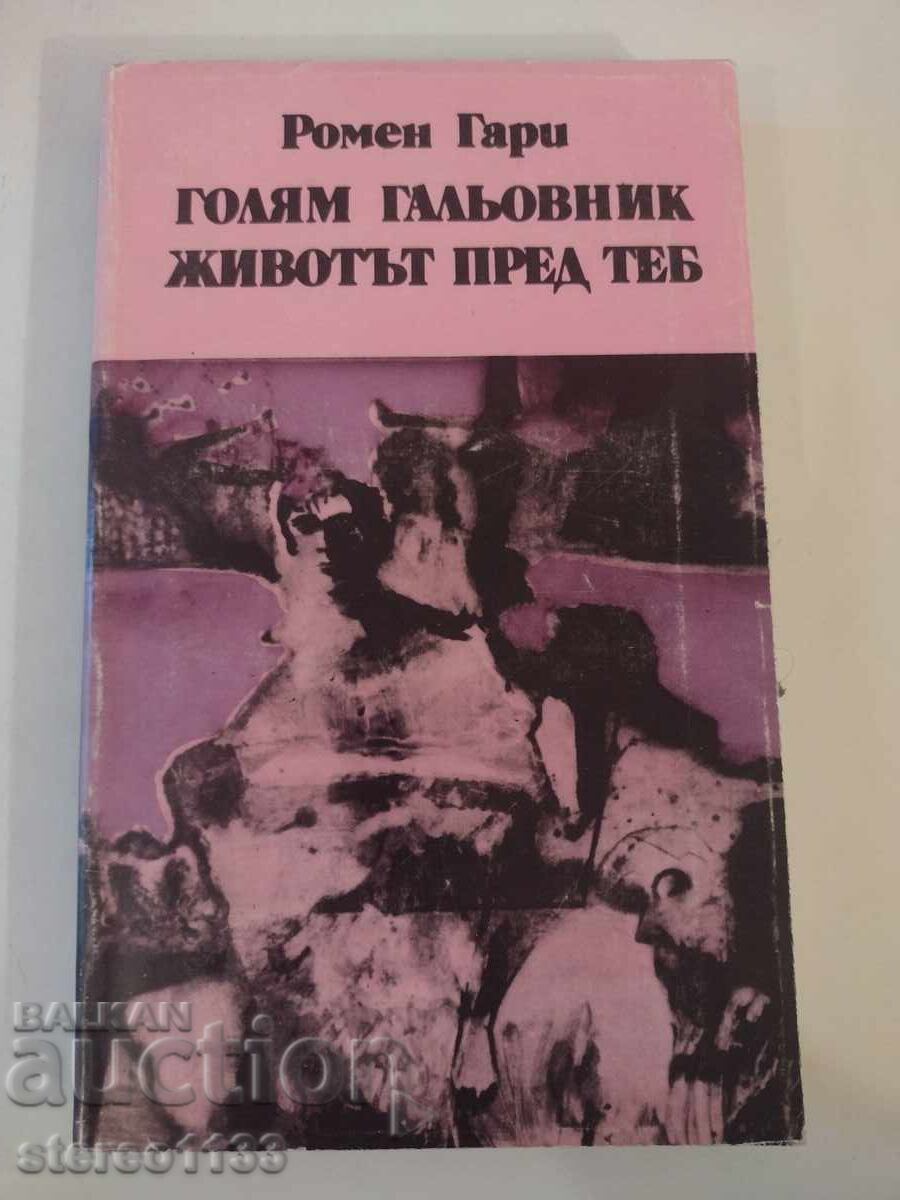 Ромен Гари
ГОЛЯМ ГАЛЬОВНИК
ЖИВОТЪТ ПРЕД ТЕБ
BALKAN
auction
stereo1133